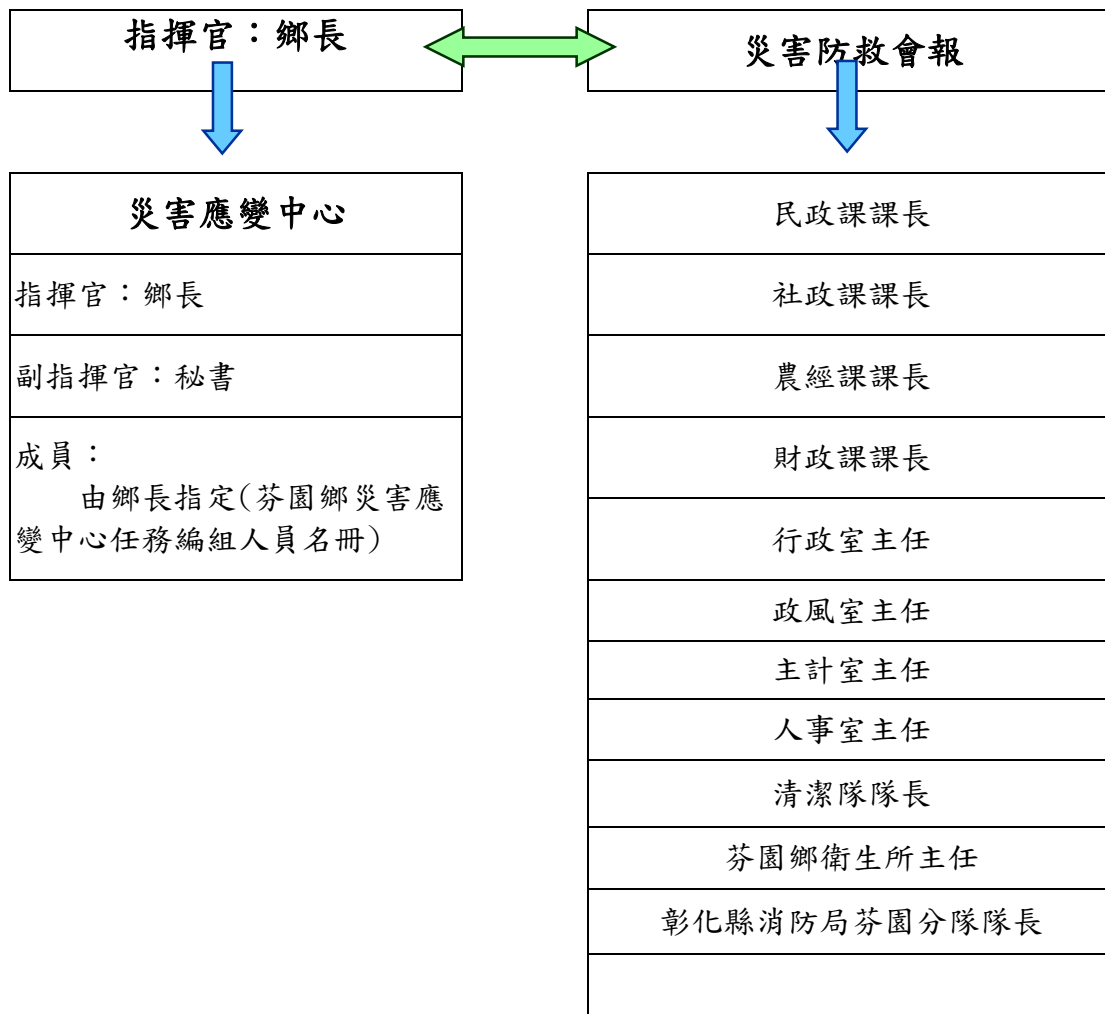 指揮官：鄉長
災害防救會報
災害應變中心
指揮官：鄉長
副指揮官：秘書
成員：
由鄉長指定(芬園鄉災害應
變中心任務編組人員名冊)
民政課課長
社政課課長
農經課課長
財政課課長
行政室主任
政風室主任
主計室主任
人事室主任
清潔隊隊長
芬園鄉衛生所主任
彰化縣消防局芬園分隊隊長